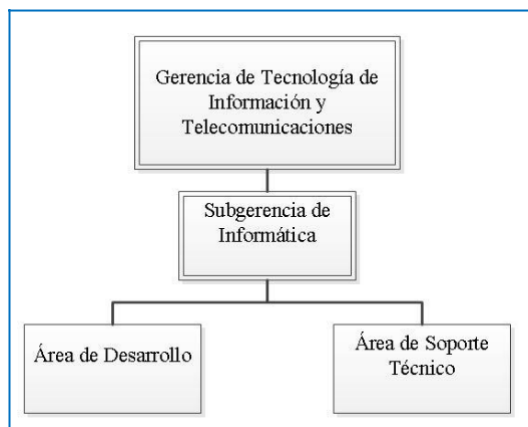 Gerencia de Tecnología de
Información y
Telecomunicaciones
Subgerencia de
Informática
Área de Desarrollo
Área de Soporte
Técnico